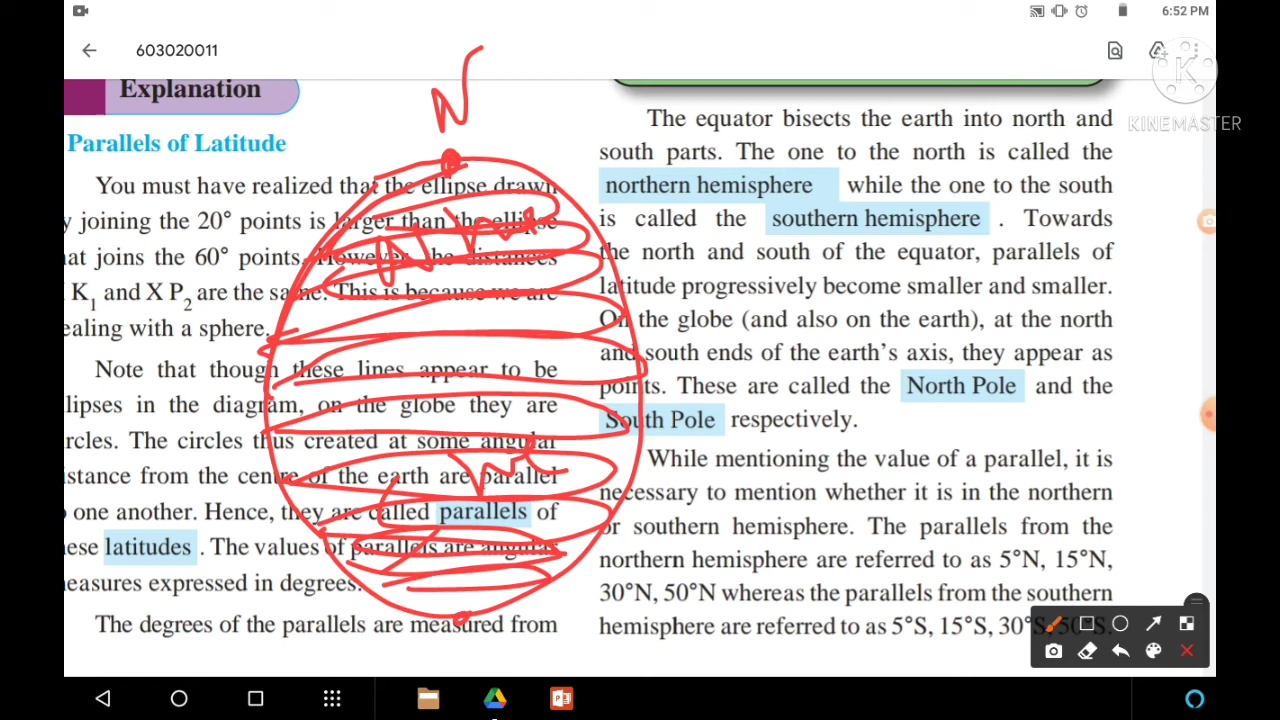 6:52 PM
603020011
KINEMASTER
Explanation
Parallels of Latitude
You must have realized that the ellipse drawn
y joining the 20° points is larger than the ellipse
hat joins the 60° points. However, the distances
K1 and X P2 are the same. This is because we are
ealing with a sphere.
Note that though these lines appear to be
lipses in the diagram, on the globe they are
ircles. The circles thus created at some angular
istance from the centre of the earth are parallel
o one another. Hence, they are called parallels of
hese latitudes . The values of parallels are angular
measures expressed in degrees.
The degrees of the parallels are measured from
N
The equator bisects the earth into north and
south parts. The one to the north is called the
northern hemisphere while the one to the south
is called the southern hemisphere . Towards
the north and south of the equator, parallels of
latitude progressively become smaller and smaller.
On the globe (and also on the earth), at the north
and south ends of the earth's axis, they appear as
points. These are called the North Pole and the
South Pole respectively.
While mentioning the value of a parallel, it is
necessary to mention whether it is in the northern
or southern hemisphere. The parallels from the
northern hemisphere are referred to as 5°N, 15°N,
30°N, 50°N whereas the parallels from the southern
hemisphere are referred to as 5°S, 15°S, 30°S, 50°S.